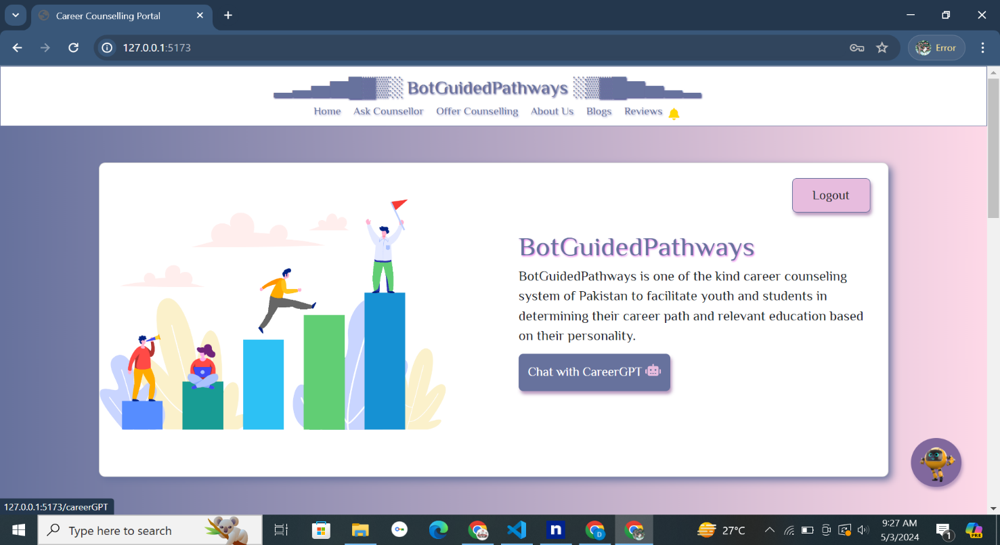 Career Counselling Portal
127.0.0.1:5173
Error
BotGuidedPathways
Home Ask Counsellor Offer Counselling About Us Blogs Reviews
Logout
BotGuidedPathways
BotGuidedPathways is one of the kind career counseling
system of Pakistan to facilitate youth and students in
determining their career path and relevant education based
on their personality.
Chat with CareerGPT
127.0.0.1:5173/careerGPT
Type here to search
n
D
27°C
9:27 AM
5/3/2024
1
PRE